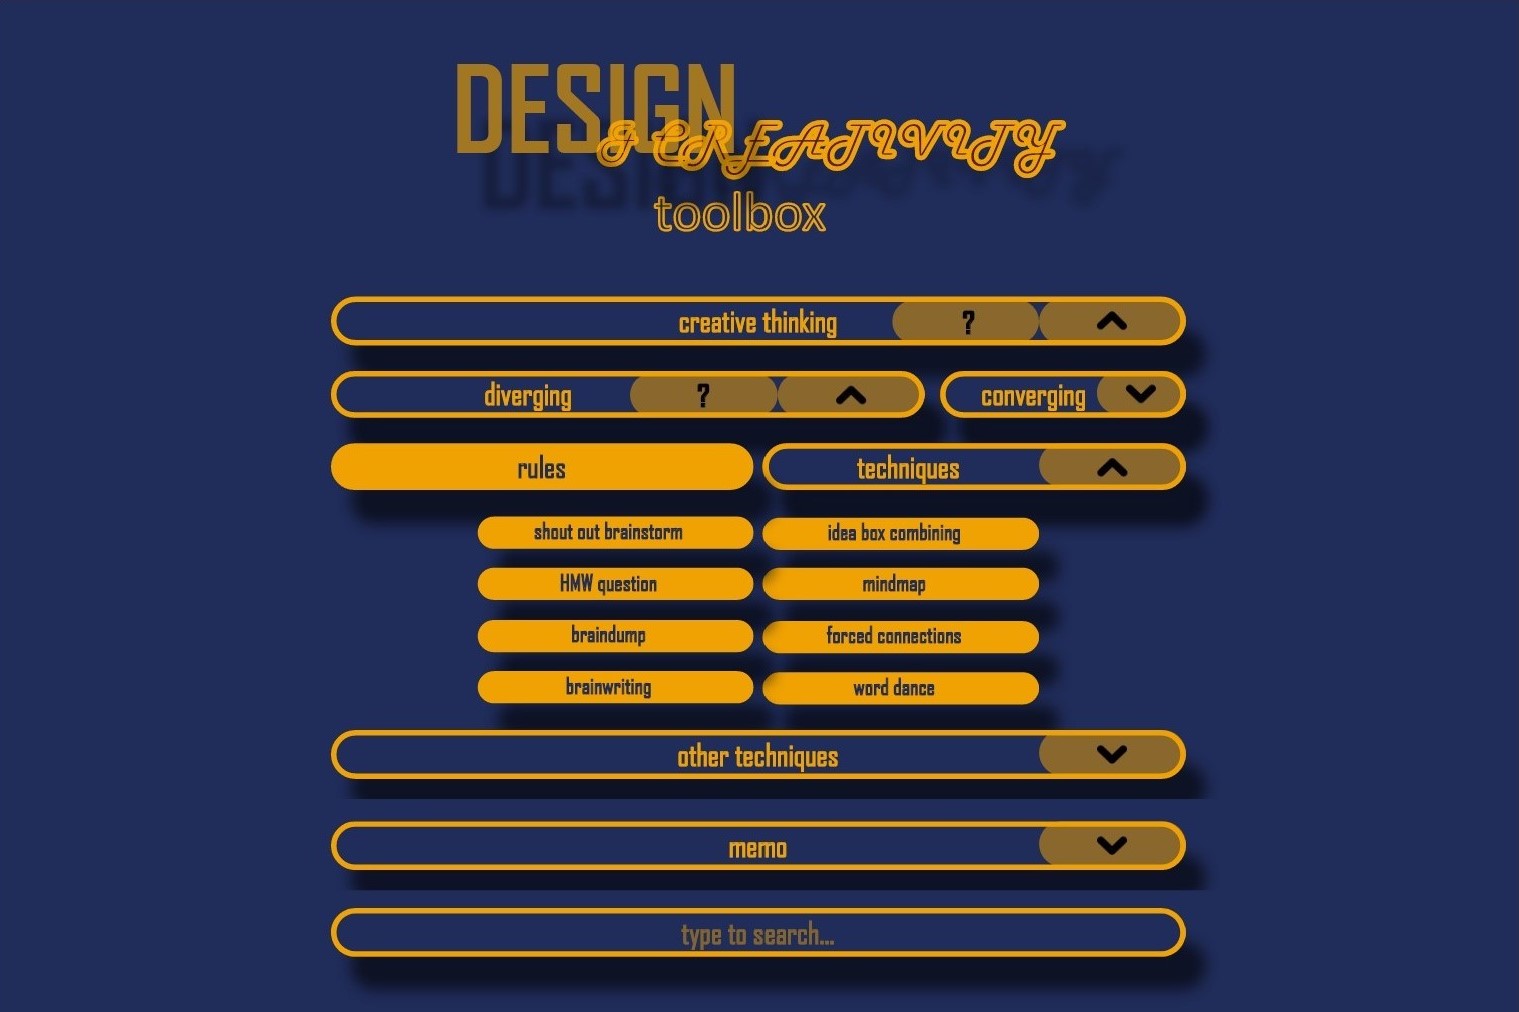 DESIGN
& CREATIVITY
toolbox
creative thinking ?
diverging ? converging
rules techniques
shout out brainstorm idea box combining
HMW question mindmap
braindump forced connections
brainwriting word dance
other techniques
memo
type to search...